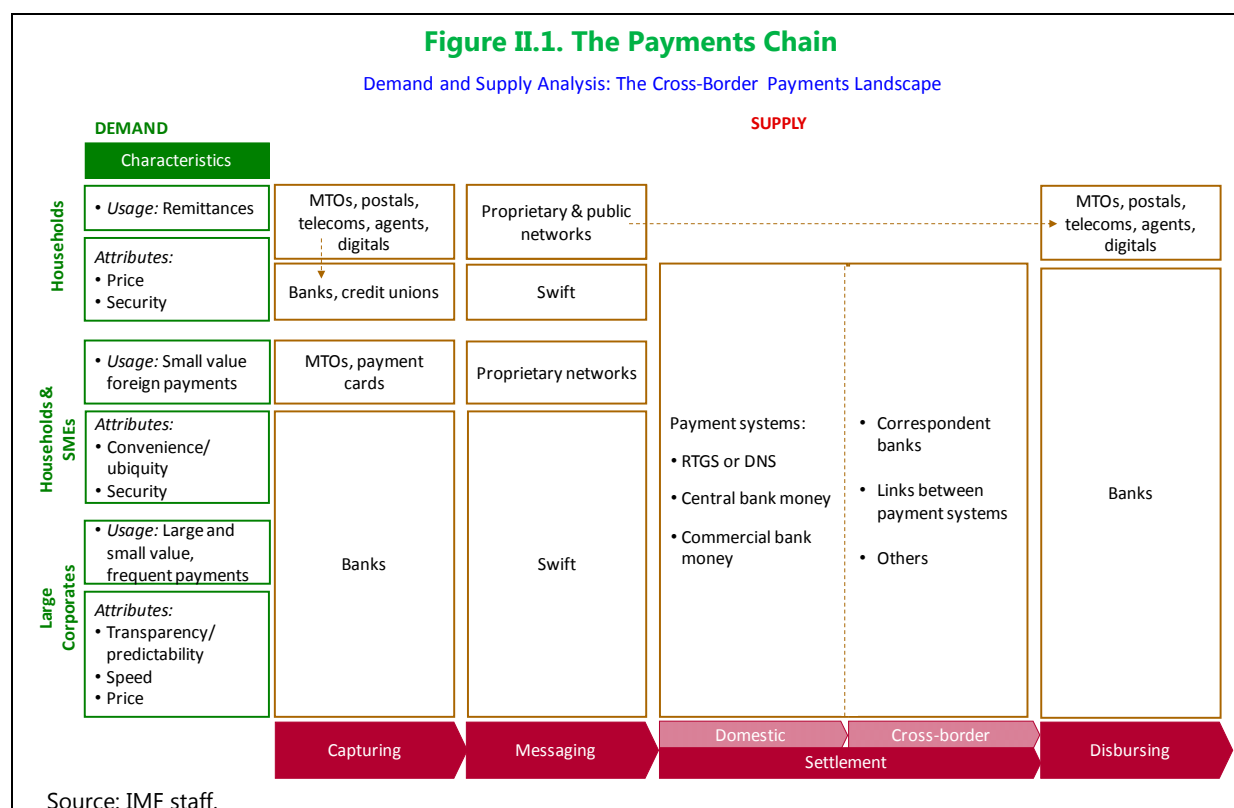 Figure II.1. The Payments Chain
Demand and Supply Analysis: The Cross-Border Payments Landscape
DEMAND
SUPPLY
Characteristics
Households
• Usage: Remittances
Attributes:
• Price
• Security
MTOs, postals,
telecoms, agents,
digitals
Banks, credit unions
Proprietary & public
networks
Swift
MTOs, postals,
telecoms, agents,
digitals
Households &
SMEs
• Usage: Small value
foreign payments
Attributes:
• Convenience/
ubiquity
• Security
MTOs, payment
cards
Proprietary networks
Large
Corporates
• Usage: Large and
small value,
frequent payments
Attributes:
• Transparency/
predictability
• Speed
• Price
Banks
Swift
Payment systems:
• RTGS or DNS
• Central bank money
• Commercial bank
money
• Correspondent
banks
• Links between
payment systems
• Others
Banks
Capturing
Messaging
Domestic
Cross-border
Settlement
Disbursing
Source: IMF staff.